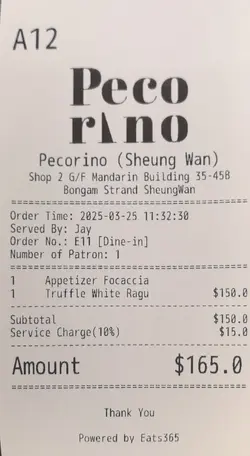 A12
Peco
rino
Pecorino (Sheung Wan)
Shop 2 G/F Mandarin Building 35-45B
Bongam Strand SheungWan
Order Time: 2025-03-25 11:32:30
Served By: Jay
Order No.: E11 [Dine-in]
Number of Patron: 1
1 Appetizer Focaccia
1 Truffle White Ragu $150.0
Subtotal $150.0
Service Charge(10%) $15.0
Amount $165.0
Thank You
Powered by Eats365